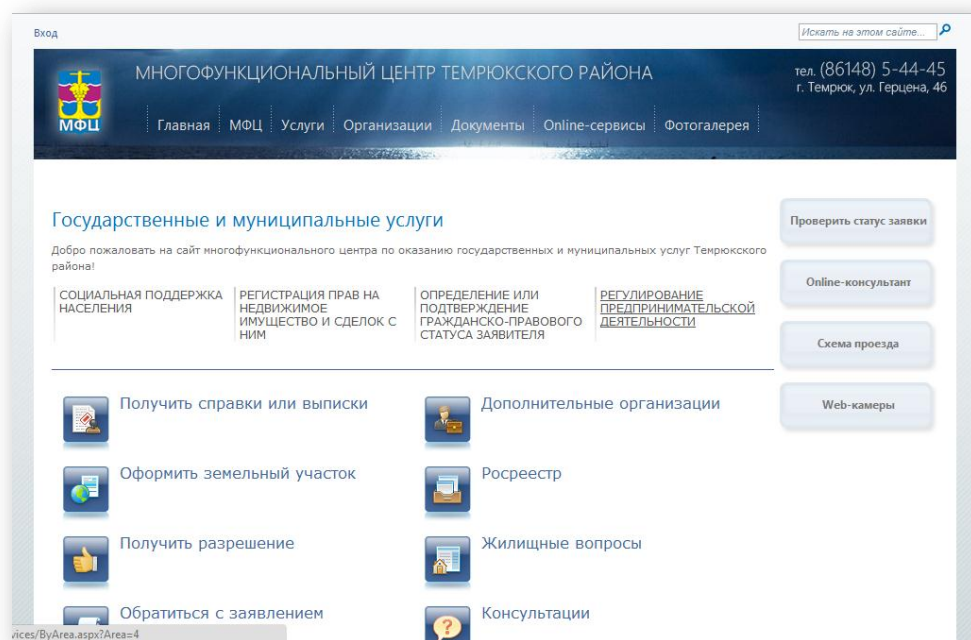 Вход
Искать на этом сайте...
МНОГОФУНКЦИОНАЛЬНЫЙ ЦЕНТР ТЕМРЮКСКОГО РАЙОНА
тел. (86148) 5-44-45
г. Темрюк, ул. Герцена, 46
МФЦ
Главная МФЦ Услуги Организации Документы Online-сервисы Фотогалерея
Государственные и муниципальные услуги
Добро пожаловать на сайт многофункционального центра по оказанию государственных и муниципальных услуг Темрюкского
района!
СОЦИАЛЬНАЯ ПОДДЕРЖКА
НАСЕЛЕНИЯ
РЕГИСТРАЦИЯ ПРАВ НА
НЕДВИЖИМОЕ
ИМУЩЕСТВО И СДЕЛОК С
НИМ
ОПРЕДЕЛЕНИЕ ИЛИ
ПОДТВЕРЖДЕНИЕ
ГРАЖДАНСКО-ПРАВОВОГО
СТАТУСА ЗАЯВИТЕЛЯ
РЕГУЛИРОВАНИЕ
ПРЕДПРИНИМАТЕЛЬСКОЙ
ДЕЯТЕЛЬНОСТИ
Проверить статус заявки
Online-консультант
Схема проезда
Web-камеры
Получить справки или выписки
Дополнительные организации
Оформить земельный участок
Росреестр
Получить разрешение
Жилищные вопросы
Обратиться с заявлением
Консультации
vices/ByArea.aspx?Area=4